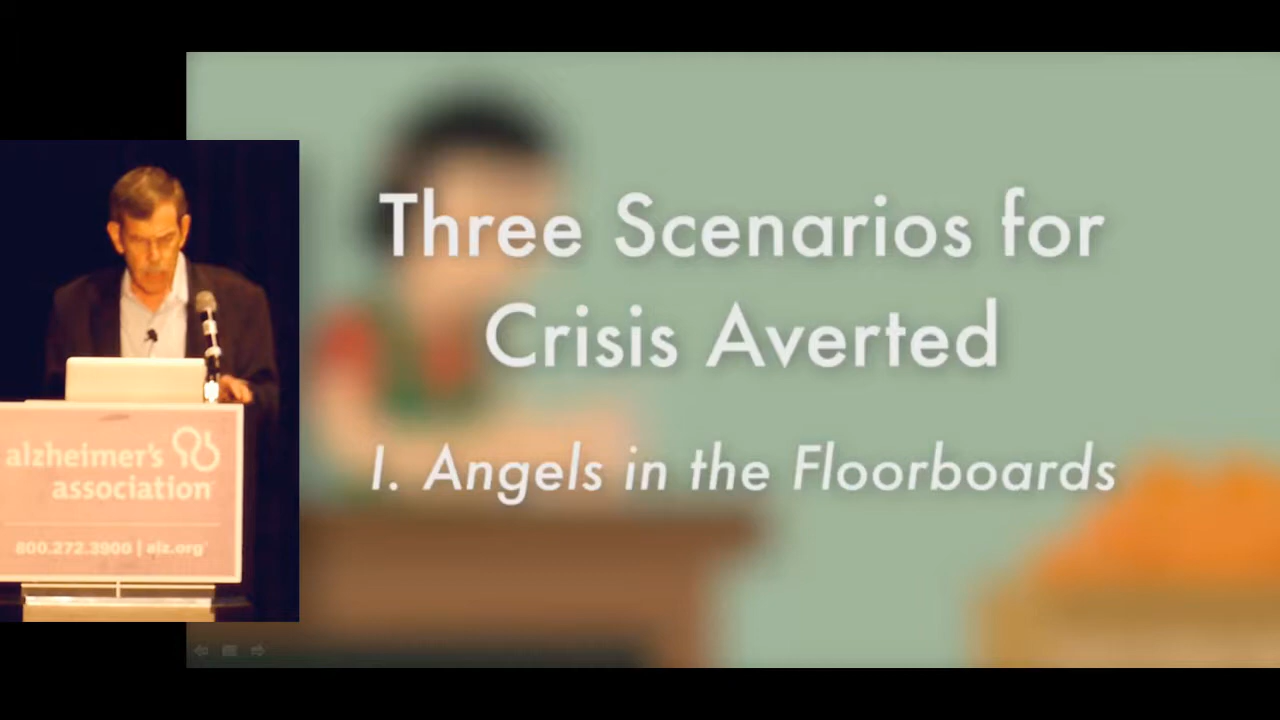 Three Scenarios for
Crisis Averted
I. Angels in the Floorboards
alzheimer's
association
800.272.3900 | alz.org